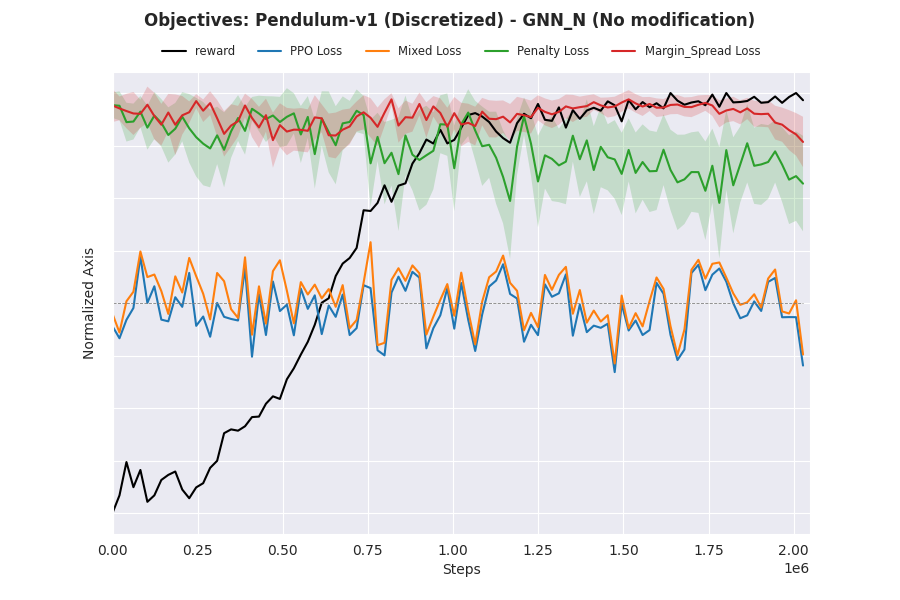 Objectives: Pendulum-v1 (Discretized) - GNN_N (No modification)
reward PPO Loss Mixed Loss Penalty Loss Margin_Spread Loss
Normalized Axis
0.00 0.25 0.50 0.75 1.00 1.25 1.50 1.75 2.00
1e6
Steps